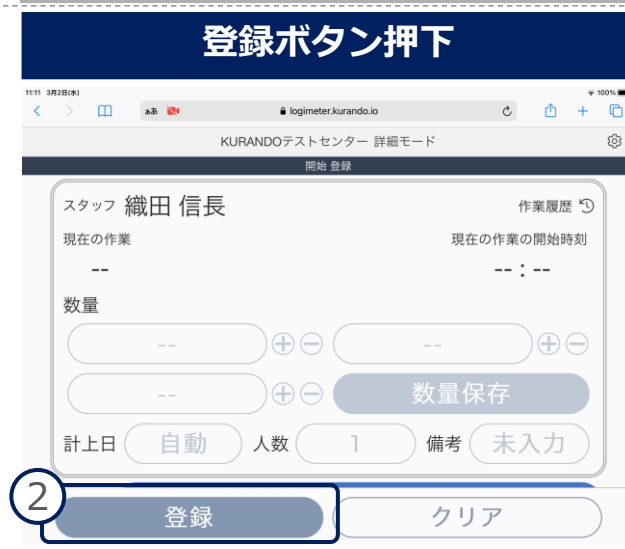 登録ボタン押下
11:11 3月2日(水) 100%
ぁあ logimeter.kurando.io
KURANDOテストセンター 詳細モード
開始 登録
スタッフ 織田 信長 作業履歴
現在の作業 現在の作業の開始時刻
-- -- : --
数量
-- --
-- 数量保存
計上日 自動 人数 1 備考 未入力
2
登録 クリア